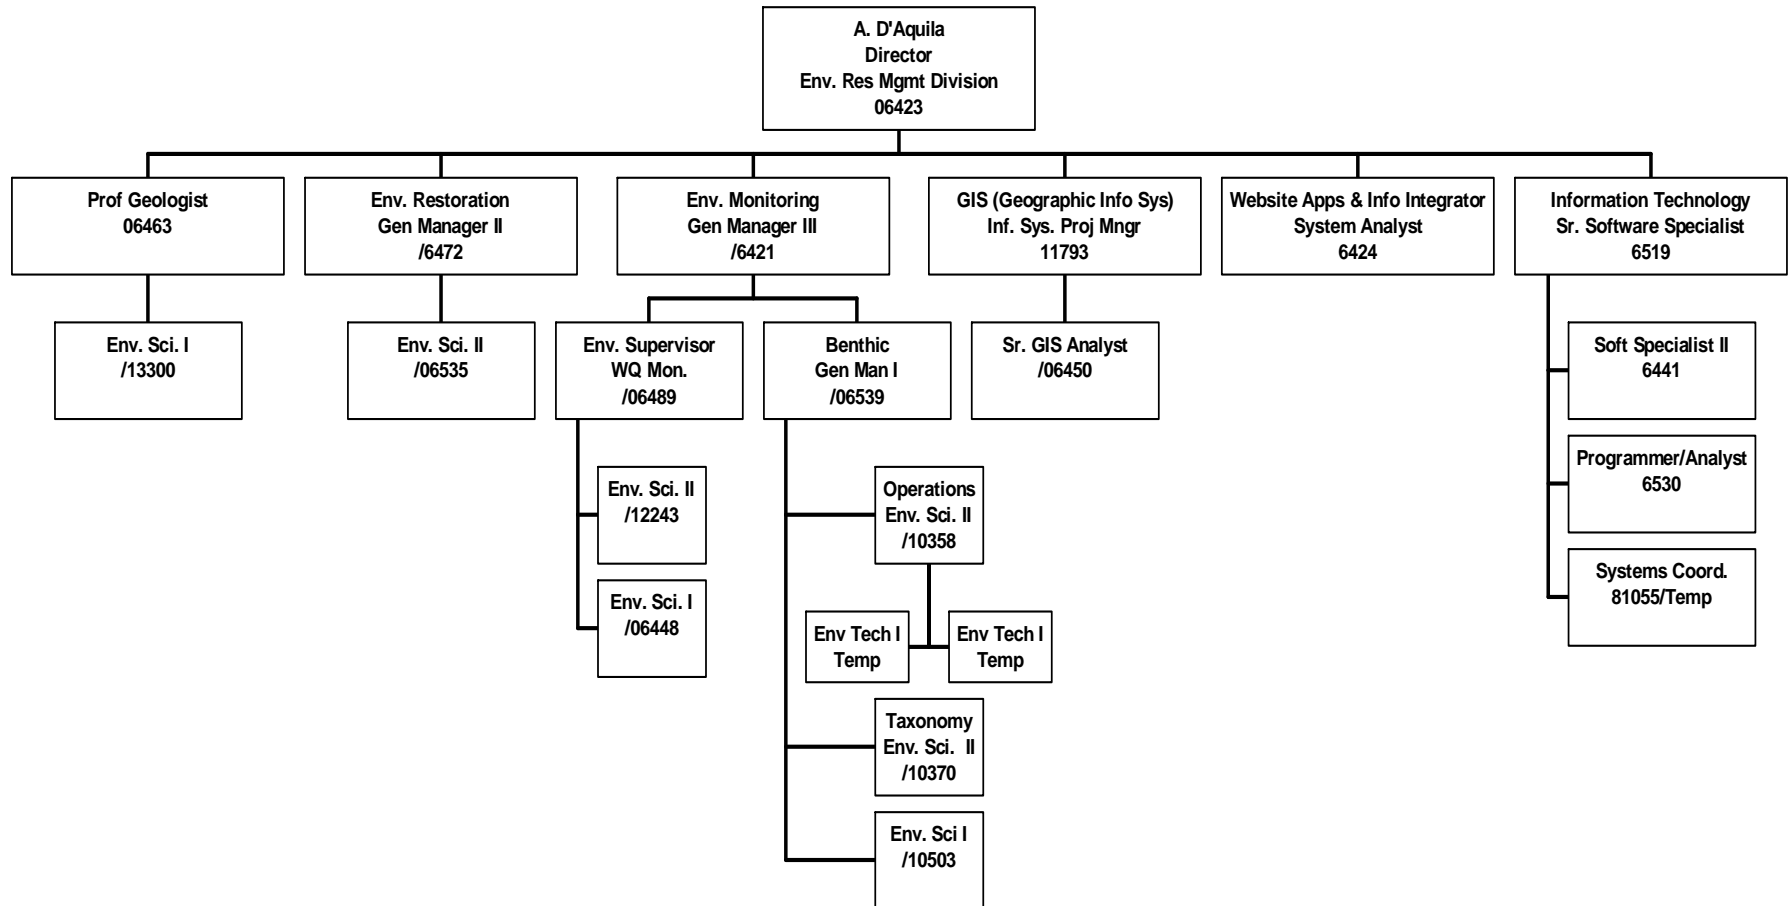 A. D'Aquila
Director
Env. Res Mgmt Division
06423
Prof Geologist
06463
Env. Restoration
Gen Manager II
/6472
Env. Monitoring
Gen Manager III
/6421
GIS (Geographic Info Sys)
Inf. Sys. Proj Mngr
11793
Website Apps & Info Integrator
System Analyst
6424
Information Technology
Sr. Software Specialist
6519
Env. Sci. I
/13300
Env. Sci. II
/06535
Env. Supervisor
WQ Mon.
/06489
Benthic
Gen Man I
/06539
Sr. GIS Analyst
/06450
Soft Specialist II
6441
Programmer/Analyst
6530
Systems Coord.
81055/Temp
Env. Sci. II
/12243
Env. Sci. I
/06448
Operations
Env. Sci. II
/10358
Env Tech I
Temp
Env Tech I
Temp
Taxonomy
Env. Sci. II
/10370
Env. Sci I
/10503